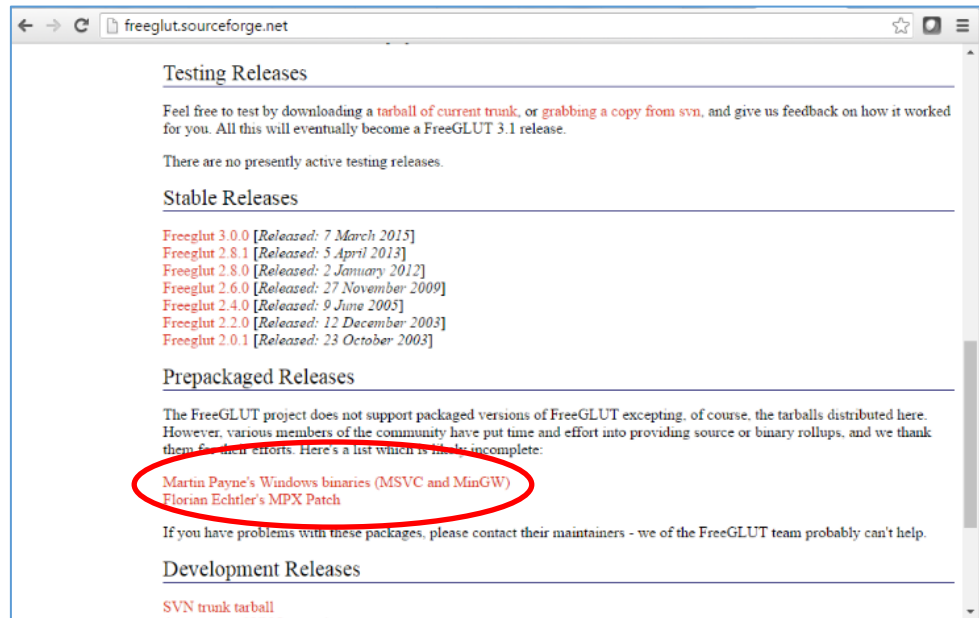 freeglut.sourceforge.net
Testing Releases
Feel free to test by downloading a tarball of current trunk, or grabbing a copy from svn, and give us feedback on how it worked
for you. All this will eventually become a FreeGLUT 3.1 release.
There are no presently active testing releases.
Stable Releases
Freeglut 3.0.0 [Released: 7 March 2015]
Freeglut 2.8.1 [Released: 5 April 2013]
Freeglut 2.8.0 [Released: 2 January 2012]
Freeglut 2.6.0 [Released: 27 November 2009]
Freeglut 2.4.0 [Released: 9 June 2005]
Freeglut 2.2.0 [Released: 12 December 2003]
Freeglut 2.0.1 [Released: 23 October 2003]
Prepackaged Releases
The FreeGLUT project does not support packaged versions of FreeGLUT excepting, of course, the tarballs distributed here.
However, various members of the community have put time and effort into providing source or binary rollups, and we thank
them for their efforts. Here's a list which is likely incomplete:
Martin Payne's Windows binaries (MSVC and MinGW)
Florian Echtler's MPX Patch
If you have problems with these packages, please contact their maintainers - we of the FreeGLUT team probably can't help.
Development Releases
SVN trunk tarball